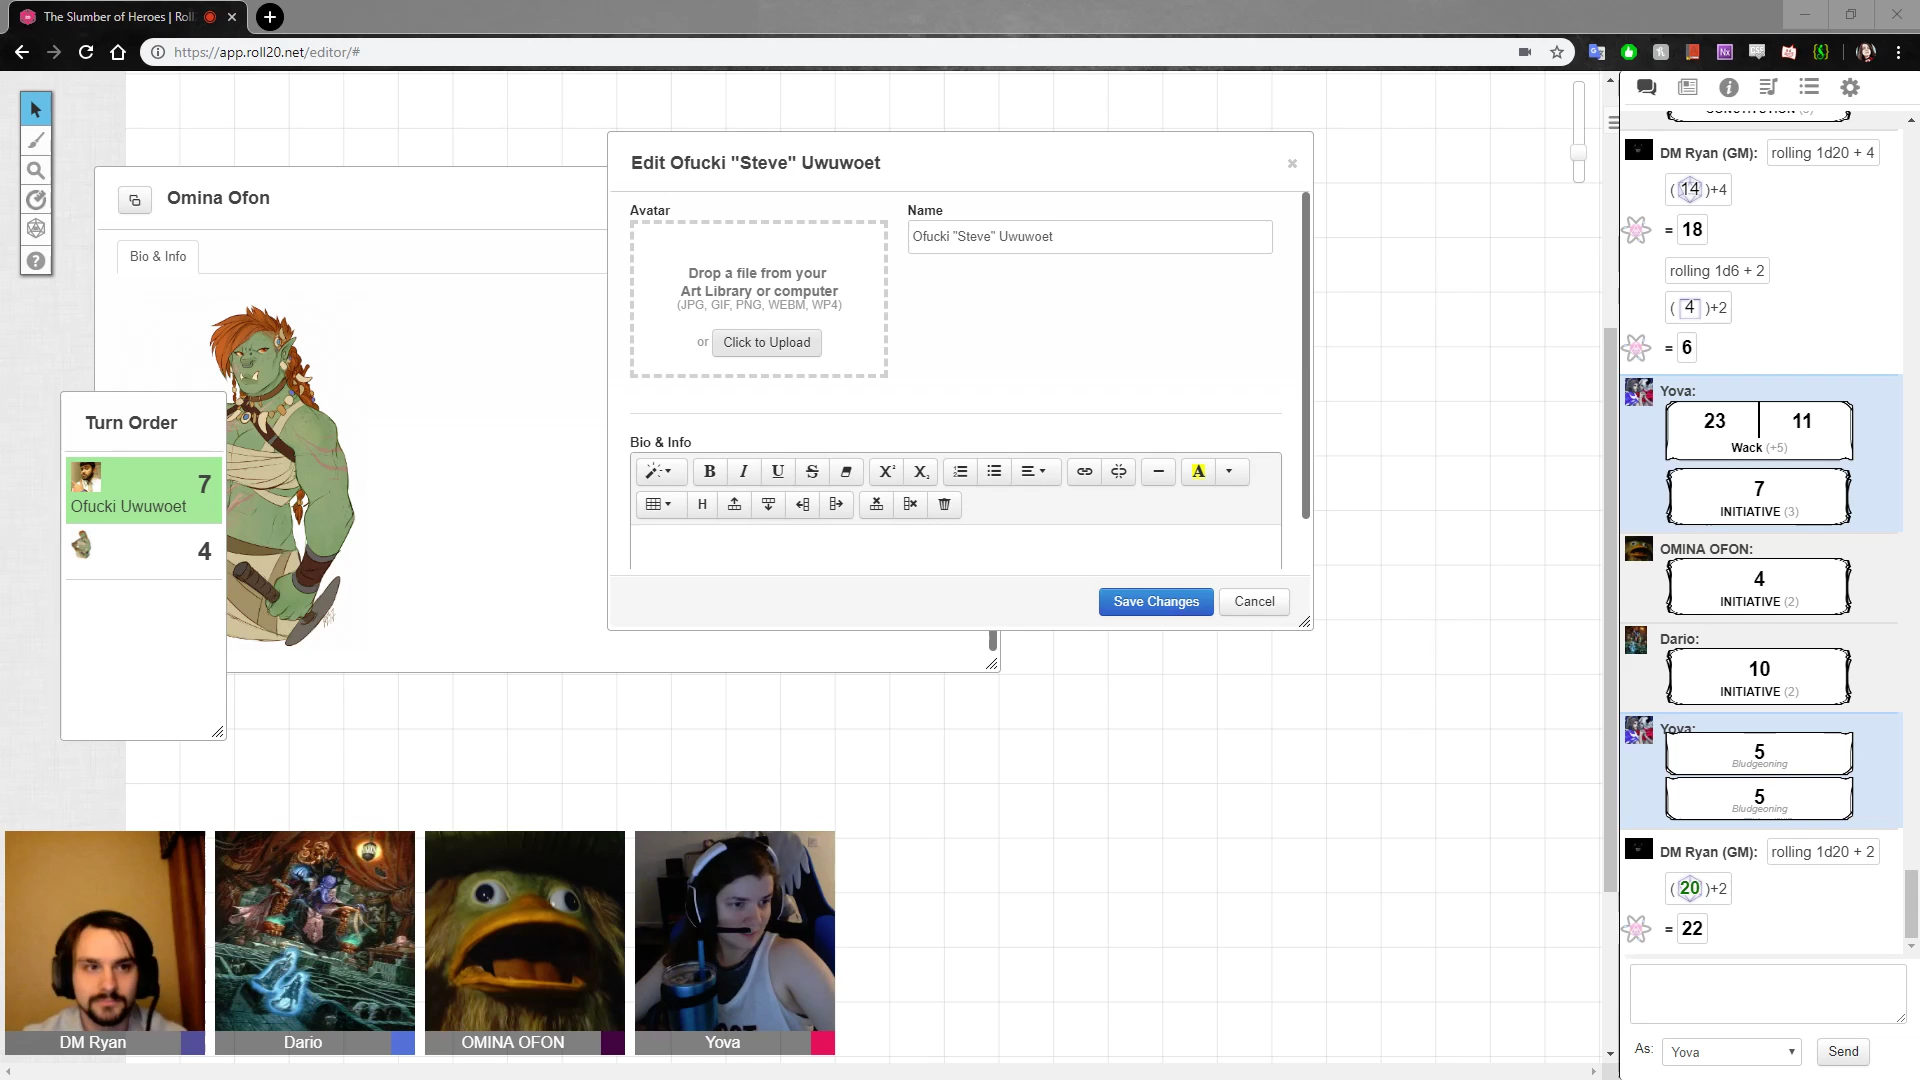 The Slumber of Heroes | Roll
https://app.roll20.net/editor/#
Omina Ofon
Bio & Info
Turn Order
7
Ofucki Uwuwoet
4
Edit Ofucki "Steve" Uwuwoet
Avatar
Drop a file from your
Art Library or computer
(JPG, GIF, PNG, WEBM, WP4)
or Click to Upload
Name
Ofucki "Steve" Uwuwoet
Bio & Info
B I U S X² X₂ A
H
Save Changes Cancel
DM Ryan (GM): rolling 1d20 + 4
(14)+4
= 18
rolling 1d6 + 2
(4)+2
= 6
Yova:
23 11
Wack (+5)
7
INITIATIVE (3)
OMINA OFON:
4
INITIATIVE (2)
Dario:
10
INITIATIVE (2)
Yova:
5
Bludgeoning
5
Bludgeoning
DM Ryan (GM): rolling 1d20 + 2
(20)+2
= 22
As: Yova Send
DM Ryan
Dario
OMINA OFON
Yova